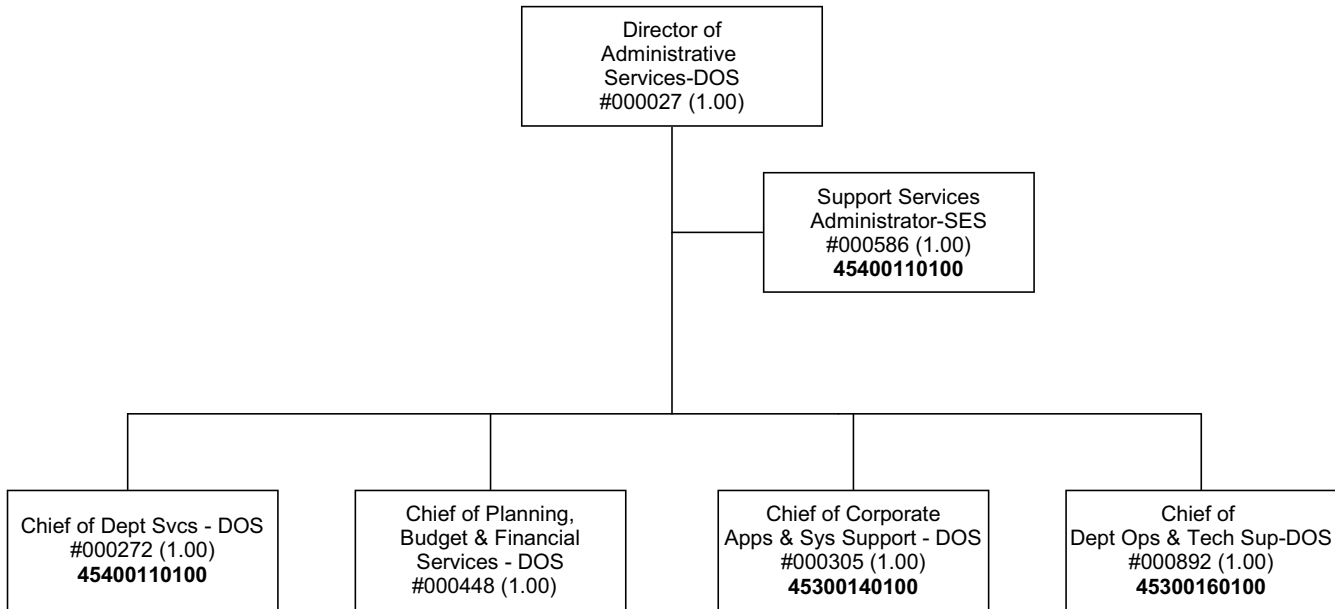 Director of
Administrative
Services-DOS
#000027 (1.00)
Support Services
Administrator-SES
#000586 (1.00)
45400110100
Chief of Dept Svcs - DOS
#000272 (1.00)
45400110100
Chief of Planning,
Budget & Financial
Services - DOS
#000448 (1.00)
Chief of Corporate
Apps & Sys Support - DOS
#000305 (1.00)
45300140100
Chief of
Dept Ops & Tech Sup-DOS
#000892 (1.00)
45300160100